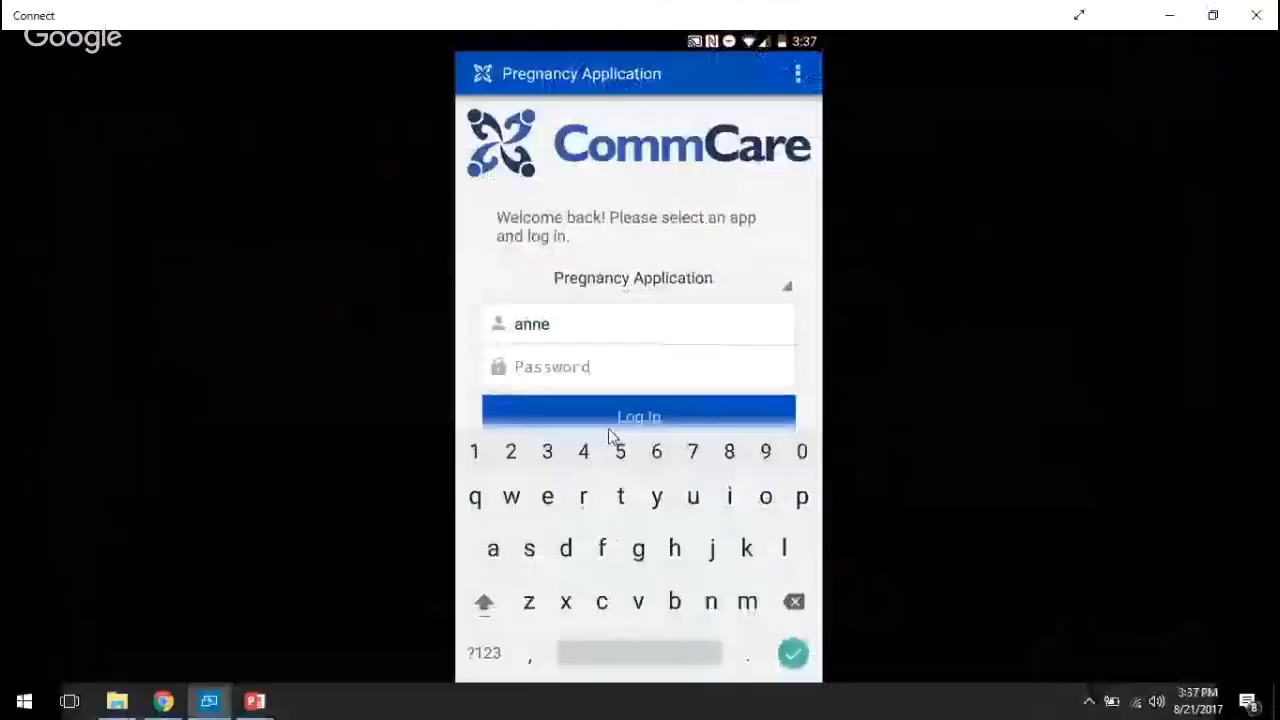 Connect
Google
3:37
Pregnancy Application
CommCare
Welcome back! Please select an app
and log in.
Pregnancy Application
anne
Password
Log In
1 2 3 4 5 6 7 8 9 0
q w e r t y u i o p
a s d f g h j k l
z x c v b n m
?123 , .
3:37 PM
8/21/2017
8